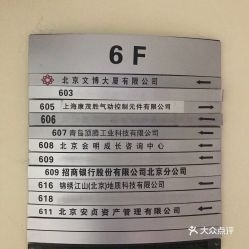 6F
北京文博大厦有限公司
603
605 上海康茂胜气动控制元件有限公司
606
607 青岛顶腾工业科技有限公司
608 北京金明成长咨询中心
609
609 招商银行股份有限公司北京分公司
616 锦绣江山(北京)地质科技有限公司
618
611 北京安贞资产管理有限公司
大众点评